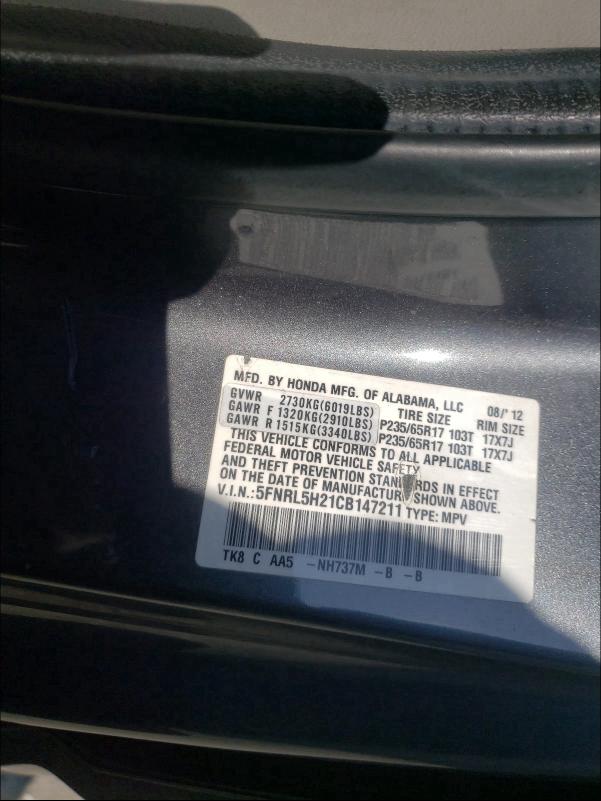 MFD. BY HONDA MFG. OF ALABAMA, LLC 08/'12
GVWR 2730KG(6019LBS) TIRE SIZE RIM SIZE
GAWR F 1320KG(2910LBS) P235/65R17 103T 17X7J
GAWR R 1515KG(3340LBS) P235/65R17 103T 17X7J
THIS VEHICLE CONFORMS TO ALL APPLICABLE
FEDERAL MOTOR VEHICLE SAFETY
AND THEFT PREVENTION STANDARDS IN EFFECT
ON THE DATE OF MANUFACTURE SHOWN ABOVE.
V.I.N.:5FNRL5H21CB147211 TYPE: MPV
TK8 C AA5 -NH737M -B -B